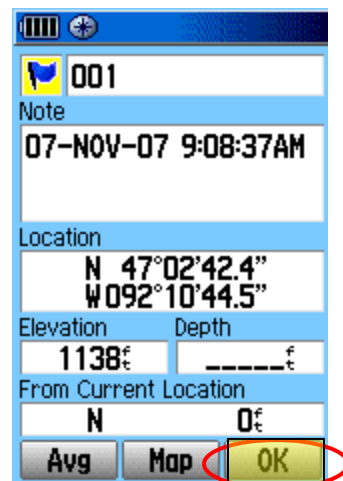 001
Note
07-NOV-07 9:08:37AM
Location
N 47°02'42.4"
W092°10'44.5"
Elevation Depth
1138ft _____ft
From Current Location
N 0ft
Avg Map OK